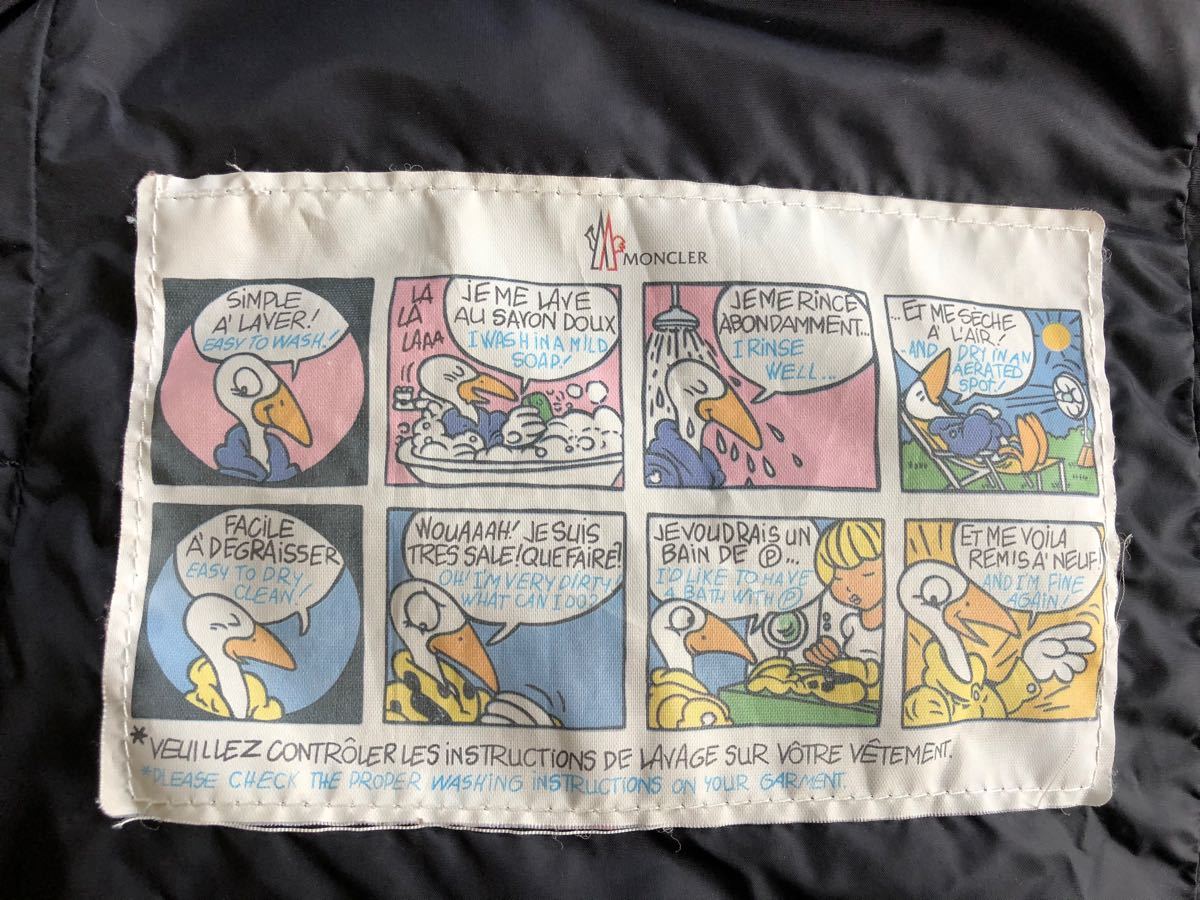 MONCLER
SIMPLE
A' LAVER!
EASY TO WASH!
LA
LÀ
LAAA
JE ME LAVE
AU SAVON DOUX
I WASH IN A MILD
SOAP!
JE ME RINCE
ABONDAMMENT...
I RINSE
WELL...
...ET ME SÈCHE
A' L'AIR!
AND DRY IN AN
AERATED
SPOT!
FACILE
A' DEGRAISSER
EASY TO DRY
CLEAN!
WOUAAAH! JE SUIS
TRES SALE! QUE FAIRE?
OH! I'M VERY DIRTY
WHAT CAN I DO?
JE VOUDRAIS UN
BAIN DE Ⓟ...
I'D LIKE TO HAVE
A BATH WITH Ⓟ
ET ME VOILA
REMIS A' NEUF!
AND I'M FINE
AGAIN!
*VEUILLEZ CONTRÔLER LES INSTRUCTIONS DE LAVAGE SUR VÔTRE VÊTEMENT.
*PLEASE CHECK THE PROPER WASHING INSTRUCTIONS ON YOUR GARMENT.